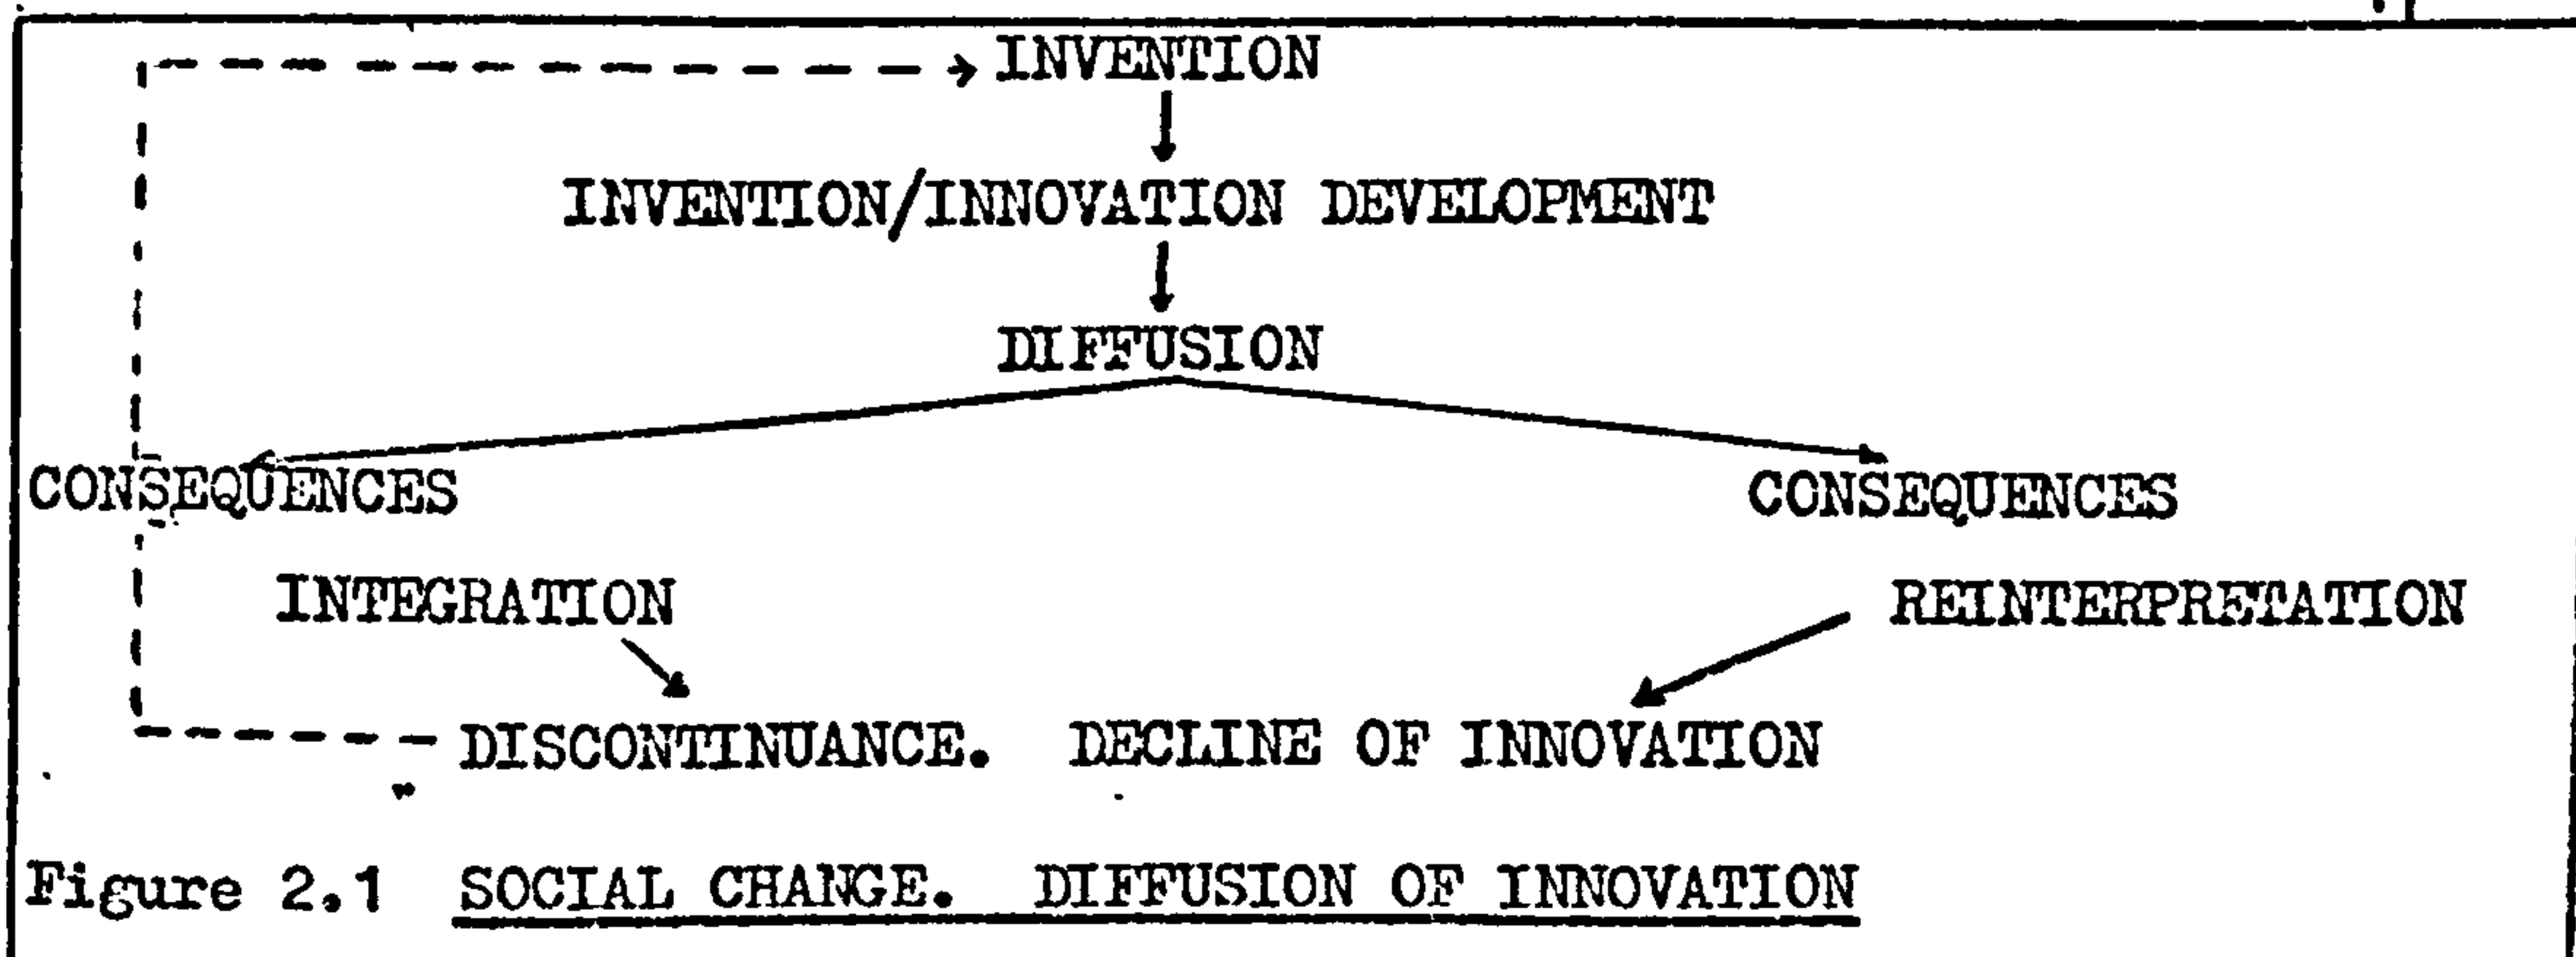 INVENTION
INVENTION/INNOVATION DEVELOPMENT
DIFFUSION
CONSEQUENCES CONSEQUENCES
INTEGRATION REINTERPRETATION
DISCONTINUANCE. DECLINE OF INNOVATION
Figure 2.1 SOCIAL CHANGE. DIFFUSION OF INNOVATION